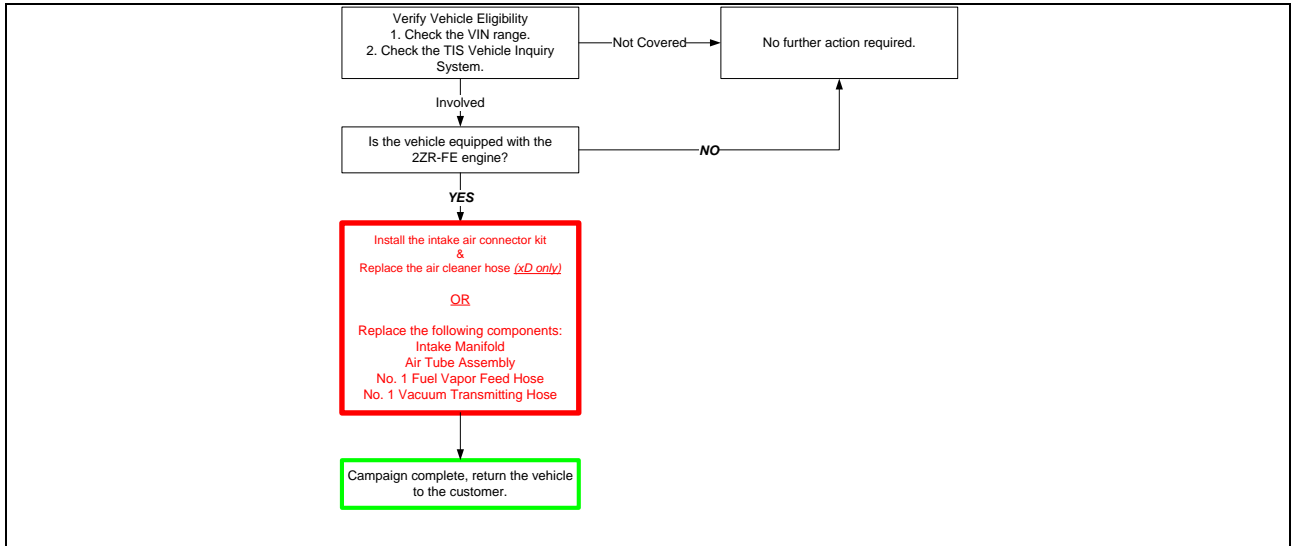 Verify Vehicle Eligibility
1. Check the VIN range.
2. Check the TIS Vehicle Inquiry
System.
Not Covered
No further action required.
Involved
Is the vehicle equipped with the
2ZR-FE engine?
NO
YES
Install the intake air connector kit
&
Replace the air cleaner hose (xD only)
OR
Replace the following components:
Intake Manifold
Air Tube Assembly
No. 1 Fuel Vapor Feed Hose
No. 1 Vacuum Transmitting Hose
Campaign complete, return the vehicle
to the customer.